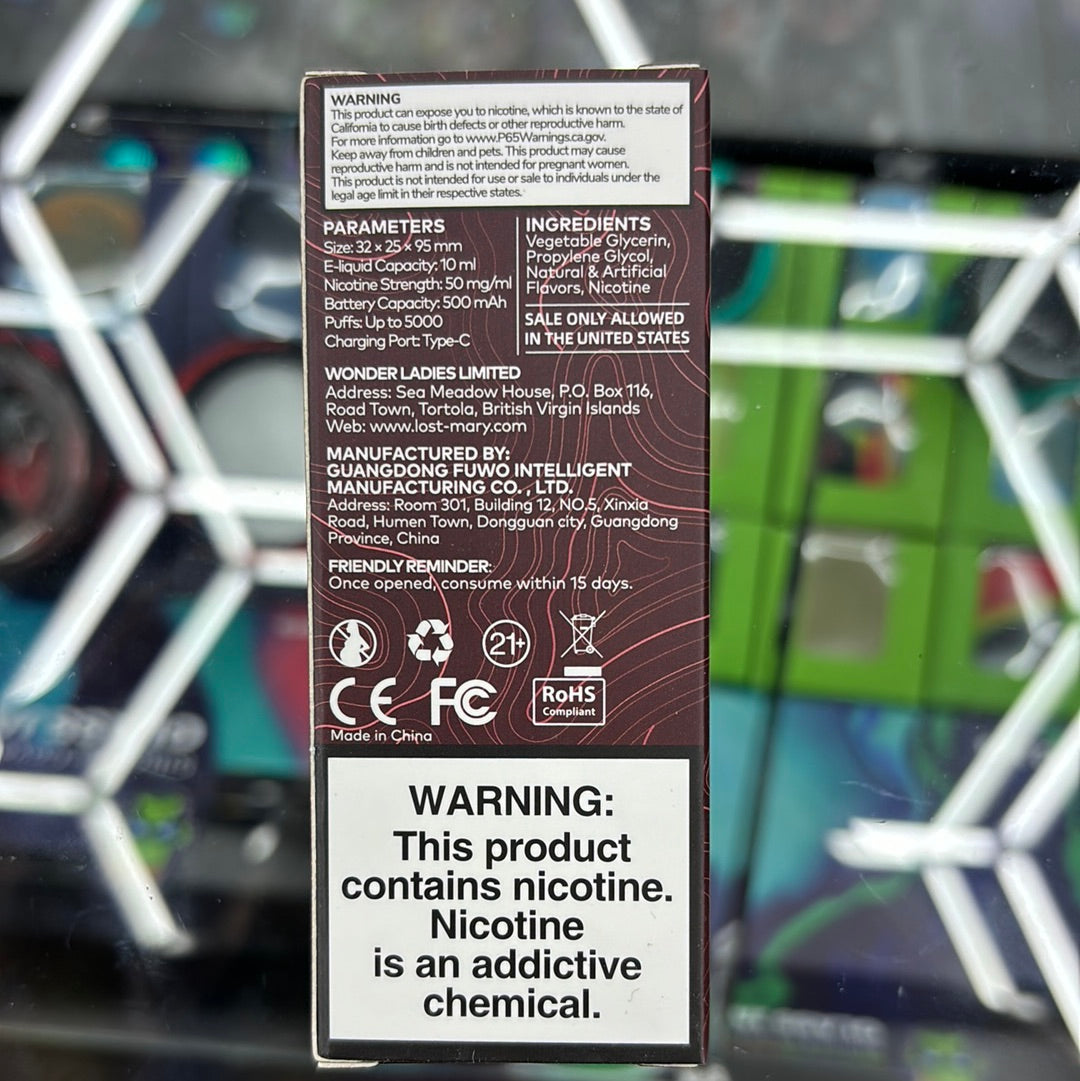 WARNING
This product can expose you to nicotine, which is known to the state of
California to cause birth defects or other reproductive harm.
For more information go to www.P65Warnings.ca.gov.
Keep away from children and pets. This product may cause
reproductive harm and is not intended for pregnant women.
This product is not intended for use or sale to individuals under the
legal age limit in their respective states.
PARAMETERS
Size: 32 × 25 × 95 mm
E-liquid Capacity: 10 ml
Nicotine Strength: 50 mg/ml
Battery Capacity: 500 mAh
Puffs: Up to 5000
Charging Port: Type-C
INGREDIENTS
Vegetable Glycerin,
Propylene Glycol,
Natural & Artificial
Flavors, Nicotine
SALE ONLY ALLOWED
IN THE UNITED STATES
WONDER LADIES LIMITED
Address: Sea Meadow House, P.O. Box 116,
Road Town, Tortola, British Virgin Islands
Web: www.lost-mary.com
MANUFACTURED BY:
GUANGDONG FUWO INTELLIGENT
MANUFACTURING CO., LTD.
Address: Room 301, Building 12, NO.5, Xinxia
Road, Humen Town, Dongguan city, Guangdong
Province, China
FRIENDLY REMINDER:
Once opened, consume within 15 days.
21+
CE FC RoHS
Compliant
Made in China
WARNING:
This product
contains nicotine.
Nicotine
is an addictive
chemical.